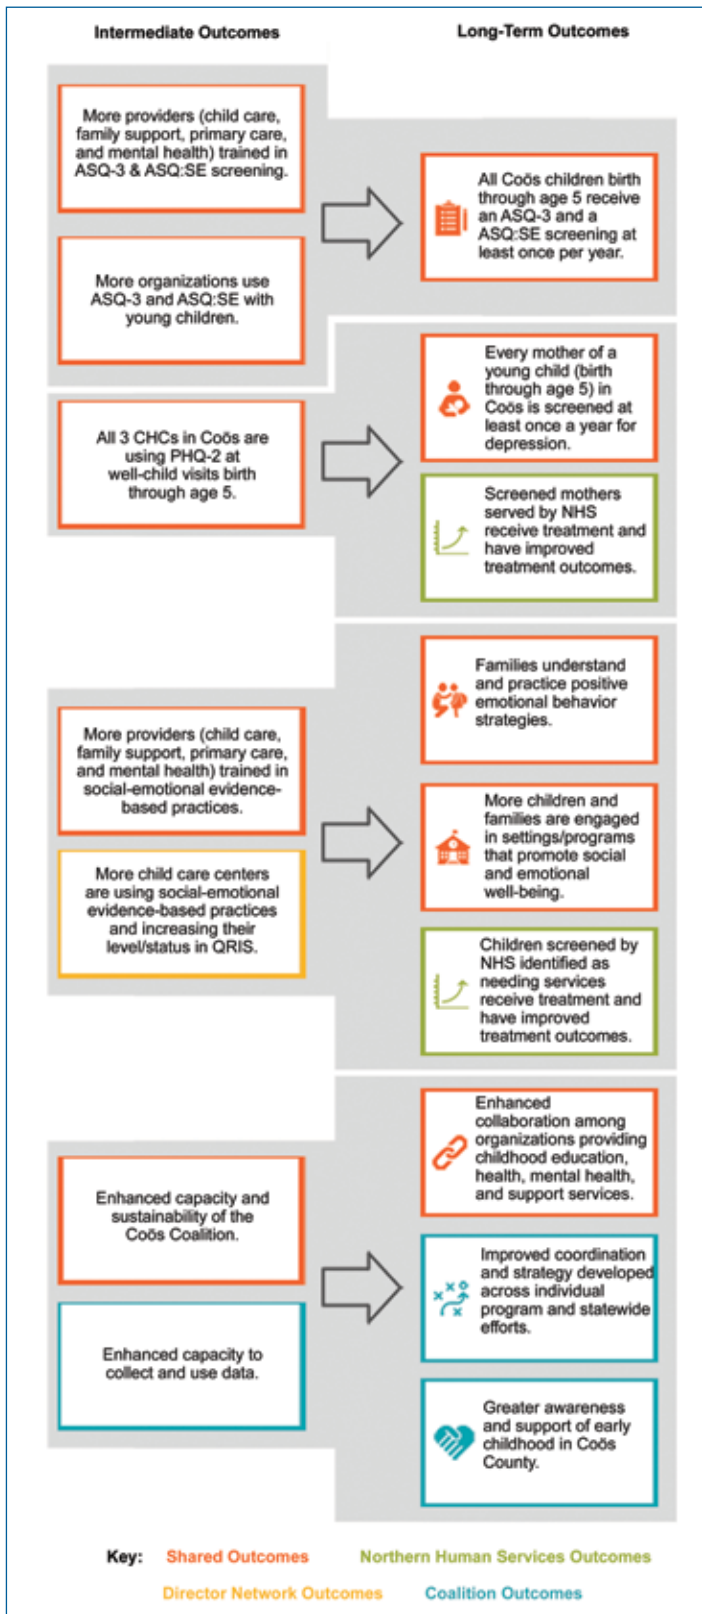 Intermediate Outcomes
Long-Term Outcomes
More providers (child care,
family support, primary care,
and mental health) trained in
ASQ-3 & ASQ:SE screening.
More organizations use
ASQ-3 and ASQ:SE with
young children.
All Coös children birth
through age 5 receive
an ASQ-3 and a
ASQ:SE screening at
least once per year.
All 3 CHCs in Coös are
using PHQ-2 at
well-child visits birth
through age 5.
Every mother of a
young child (birth
through age 5) in
Coös is screened at
least once a year for
depression.
Screened mothers
served by NHS
receive treatment and
have improved
treatment outcomes.
More providers (child care,
family support, primary care,
and mental health) trained in
social-emotional evidence-
based practices.
More child care centers
are using social-emotional
evidence-based practices
and increasing their
level/status in QRIS.
Families understand
and practice positive
emotional behavior
strategies.
More children and
families are engaged
in settings/programs
that promote social
and emotional
well-being.
Children screened by
NHS identified as
needing services
receive treatment and
have improved
treatment outcomes.
Enhanced capacity and
sustainability of the
Coös Coalition.
Enhanced capacity to
collect and use data.
Enhanced
collaboration among
organizations providing
childhood education,
health, mental health,
and support services.
Improved coordination
and strategy developed
across individual
program and statewide
efforts.
Greater awareness
and support of early
childhood in Coös
County.
Key: Shared Outcomes Northern Human Services Outcomes
Director Network Outcomes Coalition Outcomes